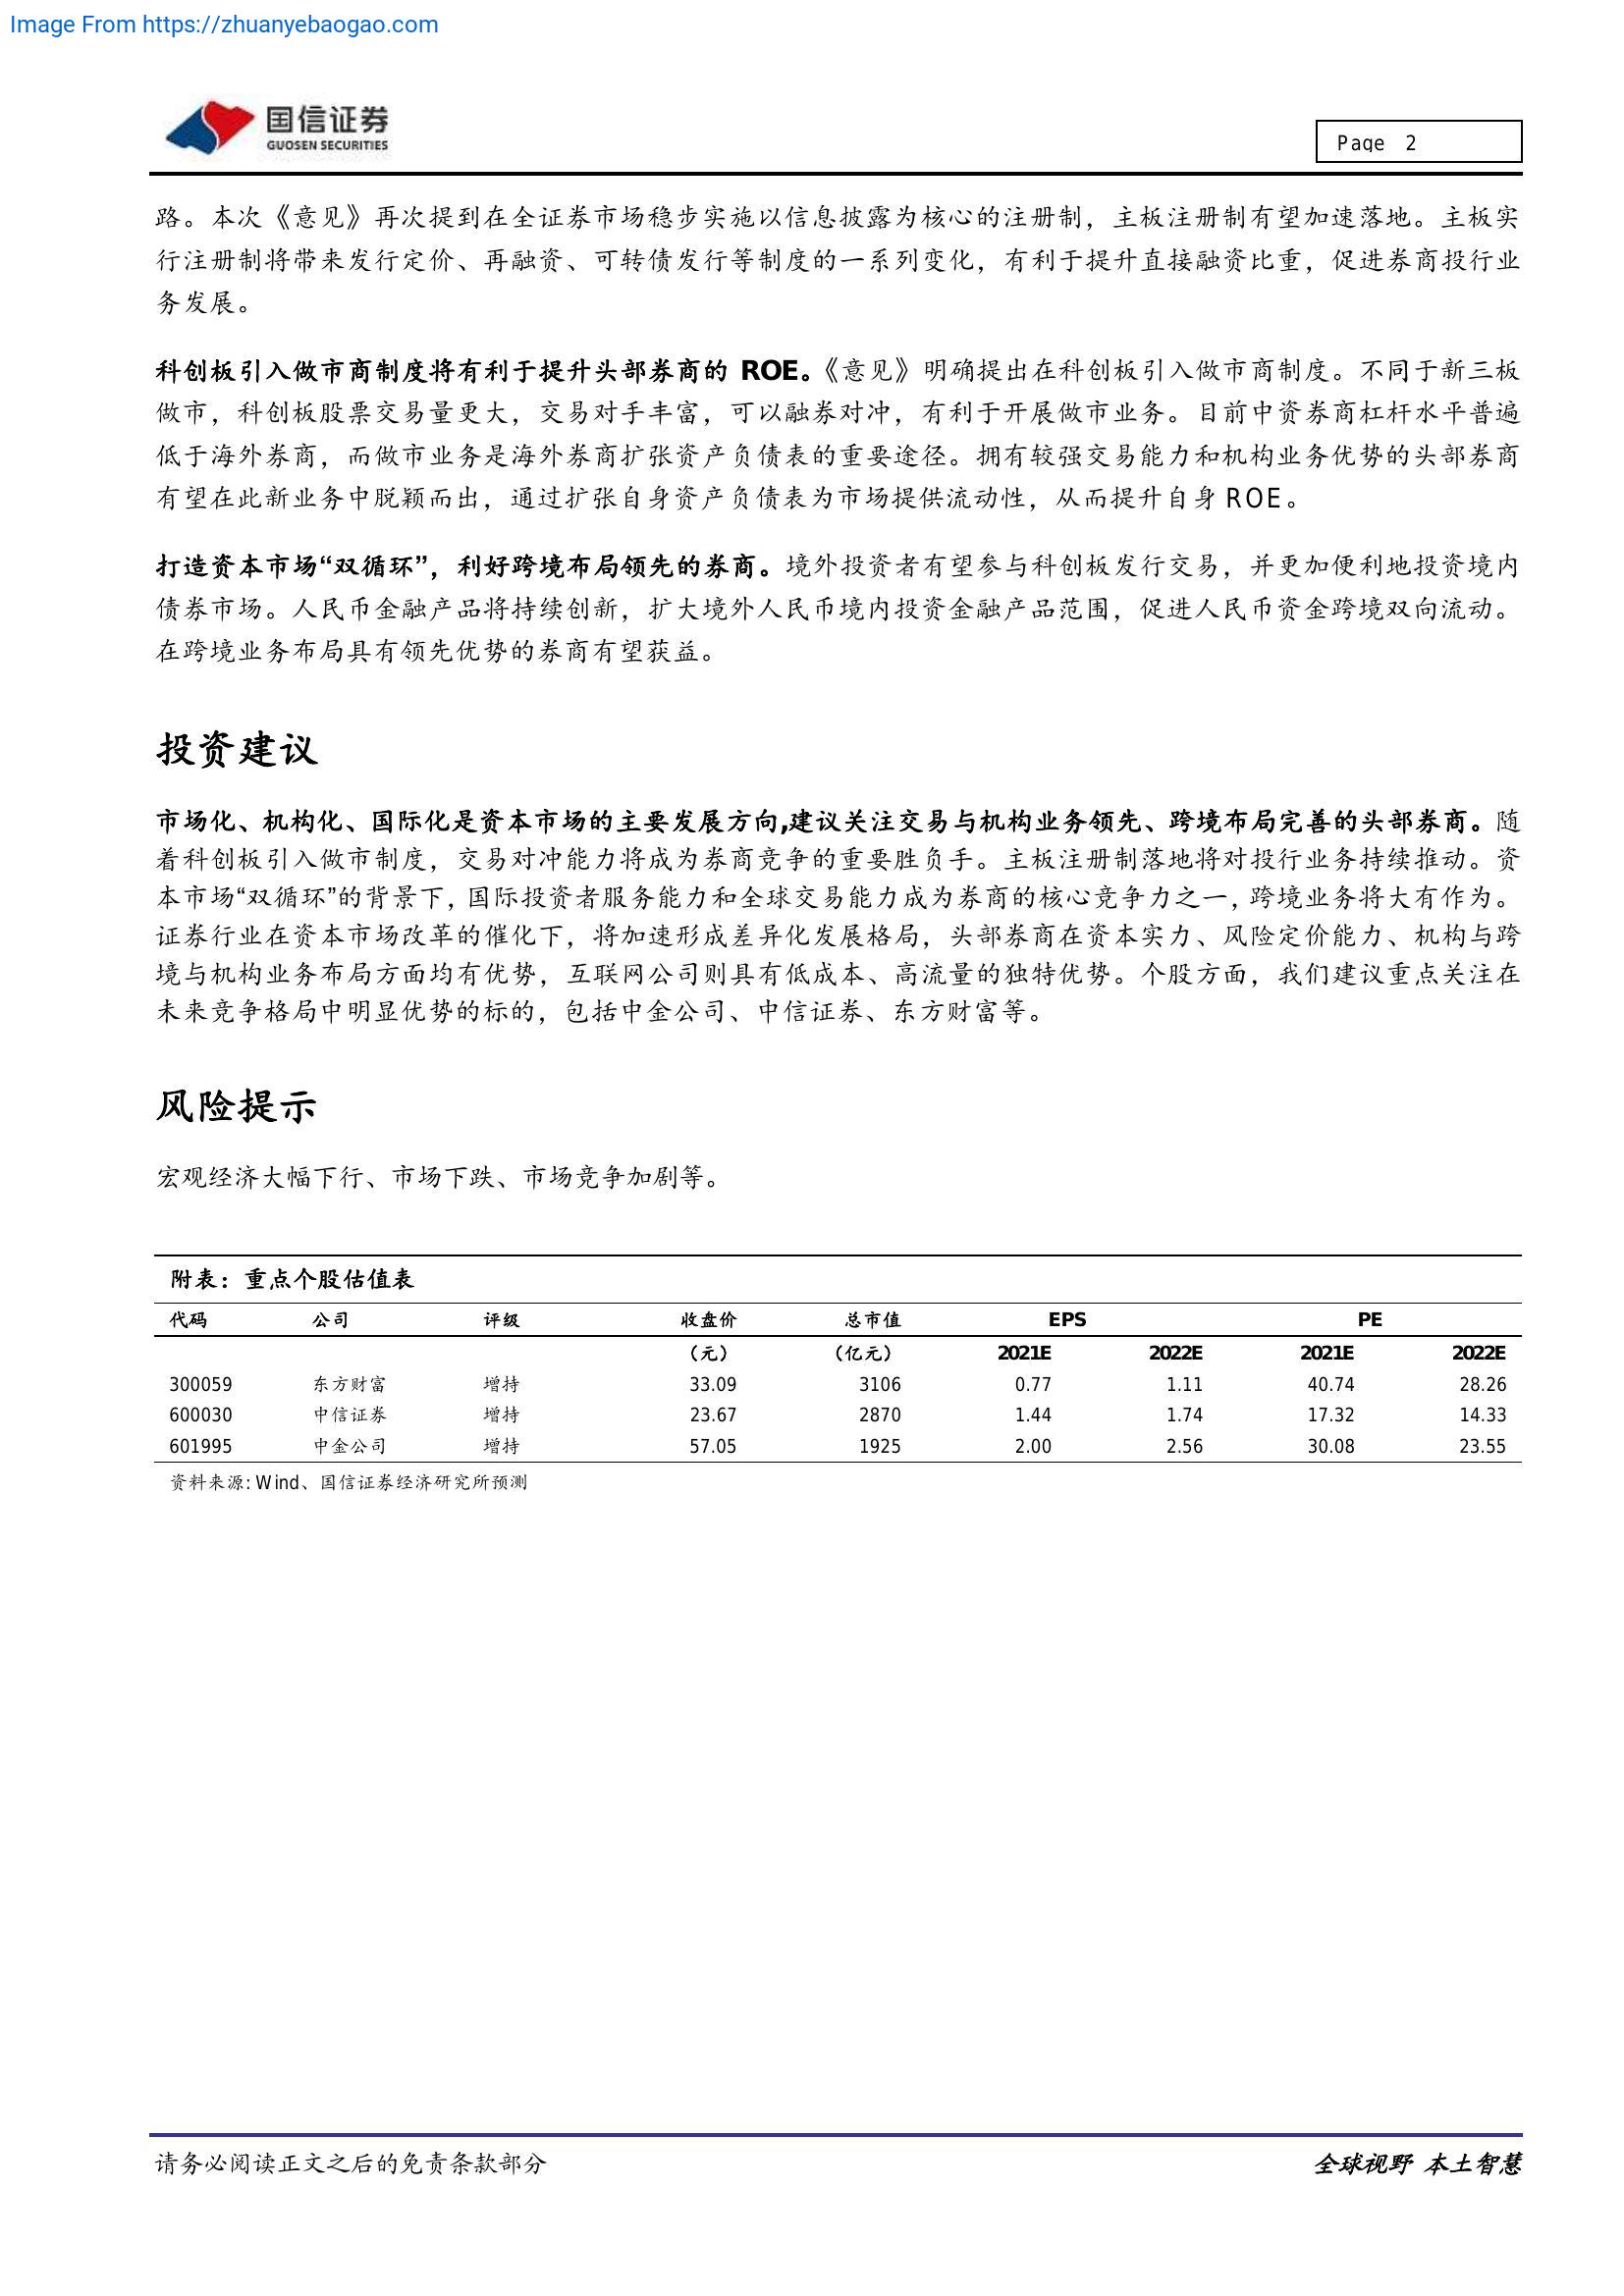 Image From https://zhuanyebaogao.com
国信证券
GUOSEN SECURITIES
Page 2
路。本次《意见》再次提到在全证券市场稳步实施以信息披露为核心的注册制，主板注册制有望加速落地。主板实
行注册制将带来发行定价、再融资、可转债发行等制度的一系列变化，有利于提升直接融资比重，促进券商投行业
务发展。
科创板引入做市商制度将有利于提升头部券商的 ROE。《意见》明确提出在科创板引入做市商制度。不同于新三板
做市，科创板股票交易量更大，交易对手丰富，可以融券对冲，有利于开展做市业务。目前中资券商杠杆水平普遍
低于海外券商，而做市业务是海外券商扩张资产负债表的重要途径。拥有较强交易能力和机构业务优势的头部券商
有望在此新业务中脱颖而出，通过扩张自身资产负债表为市场提供流动性，从而提升自身 ROE。
打造资本市场“双循环”，利好跨境布局领先的券商。境外投资者有望参与科创板发行交易，并更加便利地投资境内
债券市场。人民币金融产品将持续创新，扩大境外人民币境内投资金融产品范围，促进人民币资金跨境双向流动。
在跨境业务布局具有领先优势的券商有望获益。
投资建议
市场化、机构化、国际化是资本市场的主要发展方向,建议关注交易与机构业务领先、跨境布局完善的头部券商。随
着科创板引入做市制度，交易对冲能力将成为券商竞争的重要胜负手。主板注册制落地将对投行业务持续推动。资
本市场“双循环”的背景下，国际投资者服务能力和全球交易能力成为券商的核心竞争力之一，跨境业务将大有作为。
证券行业在资本市场改革的催化下，将加速形成差异化发展格局，头部券商在资本实力、风险定价能力、机构与跨
境与机构业务布局方面均有优势，互联网公司则具有低成本、高流量的独特优势。个股方面，我们建议重点关注在
未来竞争格局中明显优势的标的，包括中金公司、中信证券、东方财富等。
风险提示
宏观经济大幅下行、市场下跌、市场竞争加剧等。
附表：重点个股估值表
代码 公司 评级 收盘价 总市值 EPS PE
（元） （亿元） 2021E 2022E 2021E 2022E
300059 东方财富 增持 33.09 3106 0.77 1.11 40.74 28.26
600030 中信证券 增持 23.67 2870 1.44 1.74 17.32 14.33
601995 中金公司 增持 57.05 1925 2.00 2.56 30.08 23.55
资料来源: Wind、国信证券经济研究所预测
请务必阅读正文之后的免责条款部分
全球视野 本土智慧